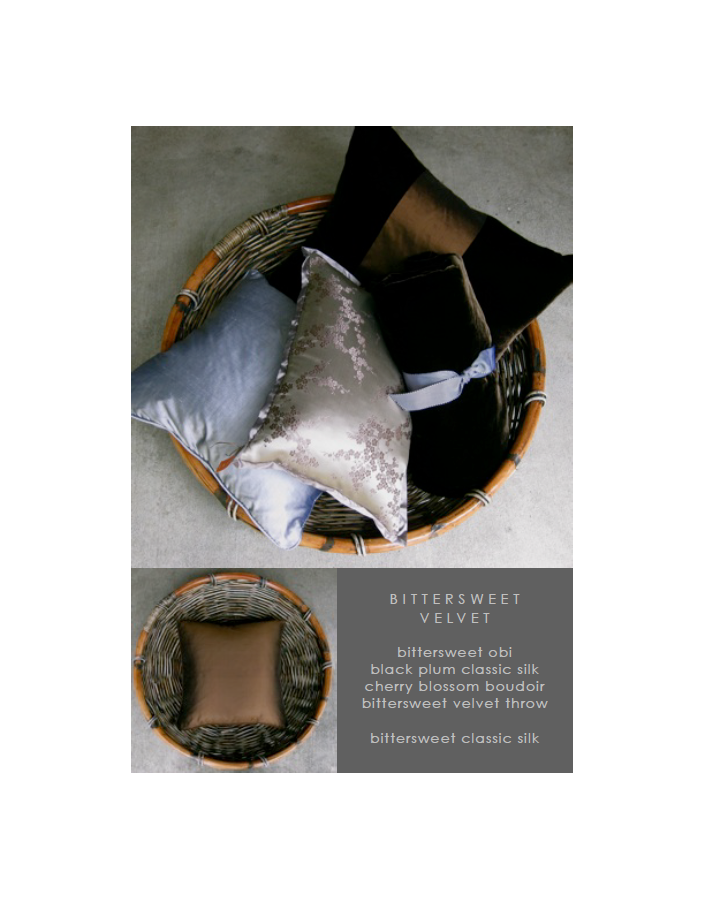 BITTERSWEET
VELVET
bittersweet obi
black plum classic silk
cherry blossom boudoir
bittersweet velvet throw
bittersweet classic silk